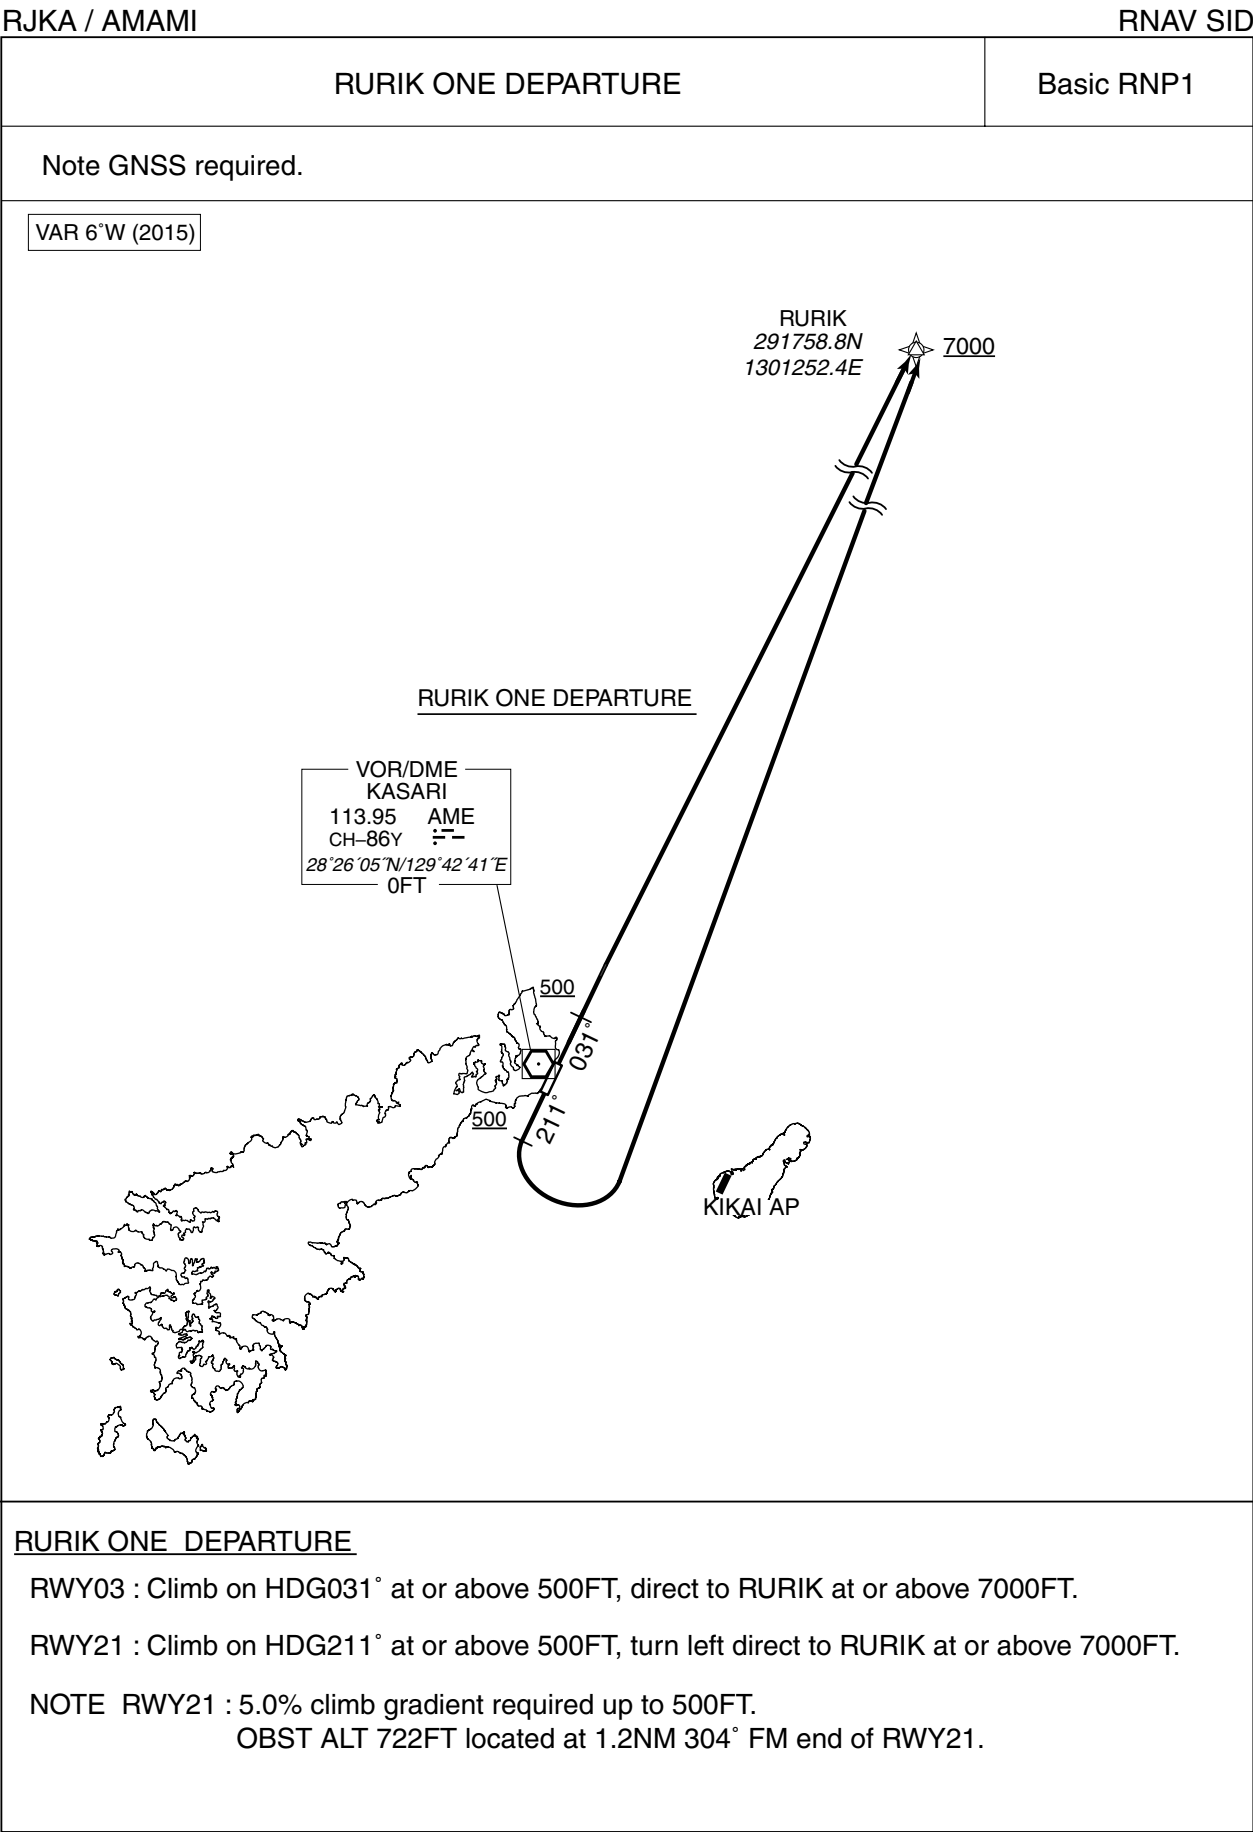 RJKA / AMAMI
RNAV SID
RURIK ONE DEPARTURE
Basic RNP1
Note GNSS required.
VAR 6°W (2015)
RURIK
291758.8N
1301252.4E
7000
RURIK ONE DEPARTURE
VOR/DME
KASARI
113.95 AME
CH–86Y
28°26´05˝N/129°42´41˝E
0FT
500
031°
500
211°
KIKAI AP
RURIK ONE DEPARTURE
RWY03 : Climb on HDG031° at or above 500FT, direct to RURIK at or above 7000FT.
RWY21 : Climb on HDG211° at or above 500FT, turn left direct to RURIK at or above 7000FT.
NOTE RWY21 : 5.0% climb gradient required up to 500FT.
OBST ALT 722FT located at 1.2NM 304° FM end of RWY21.